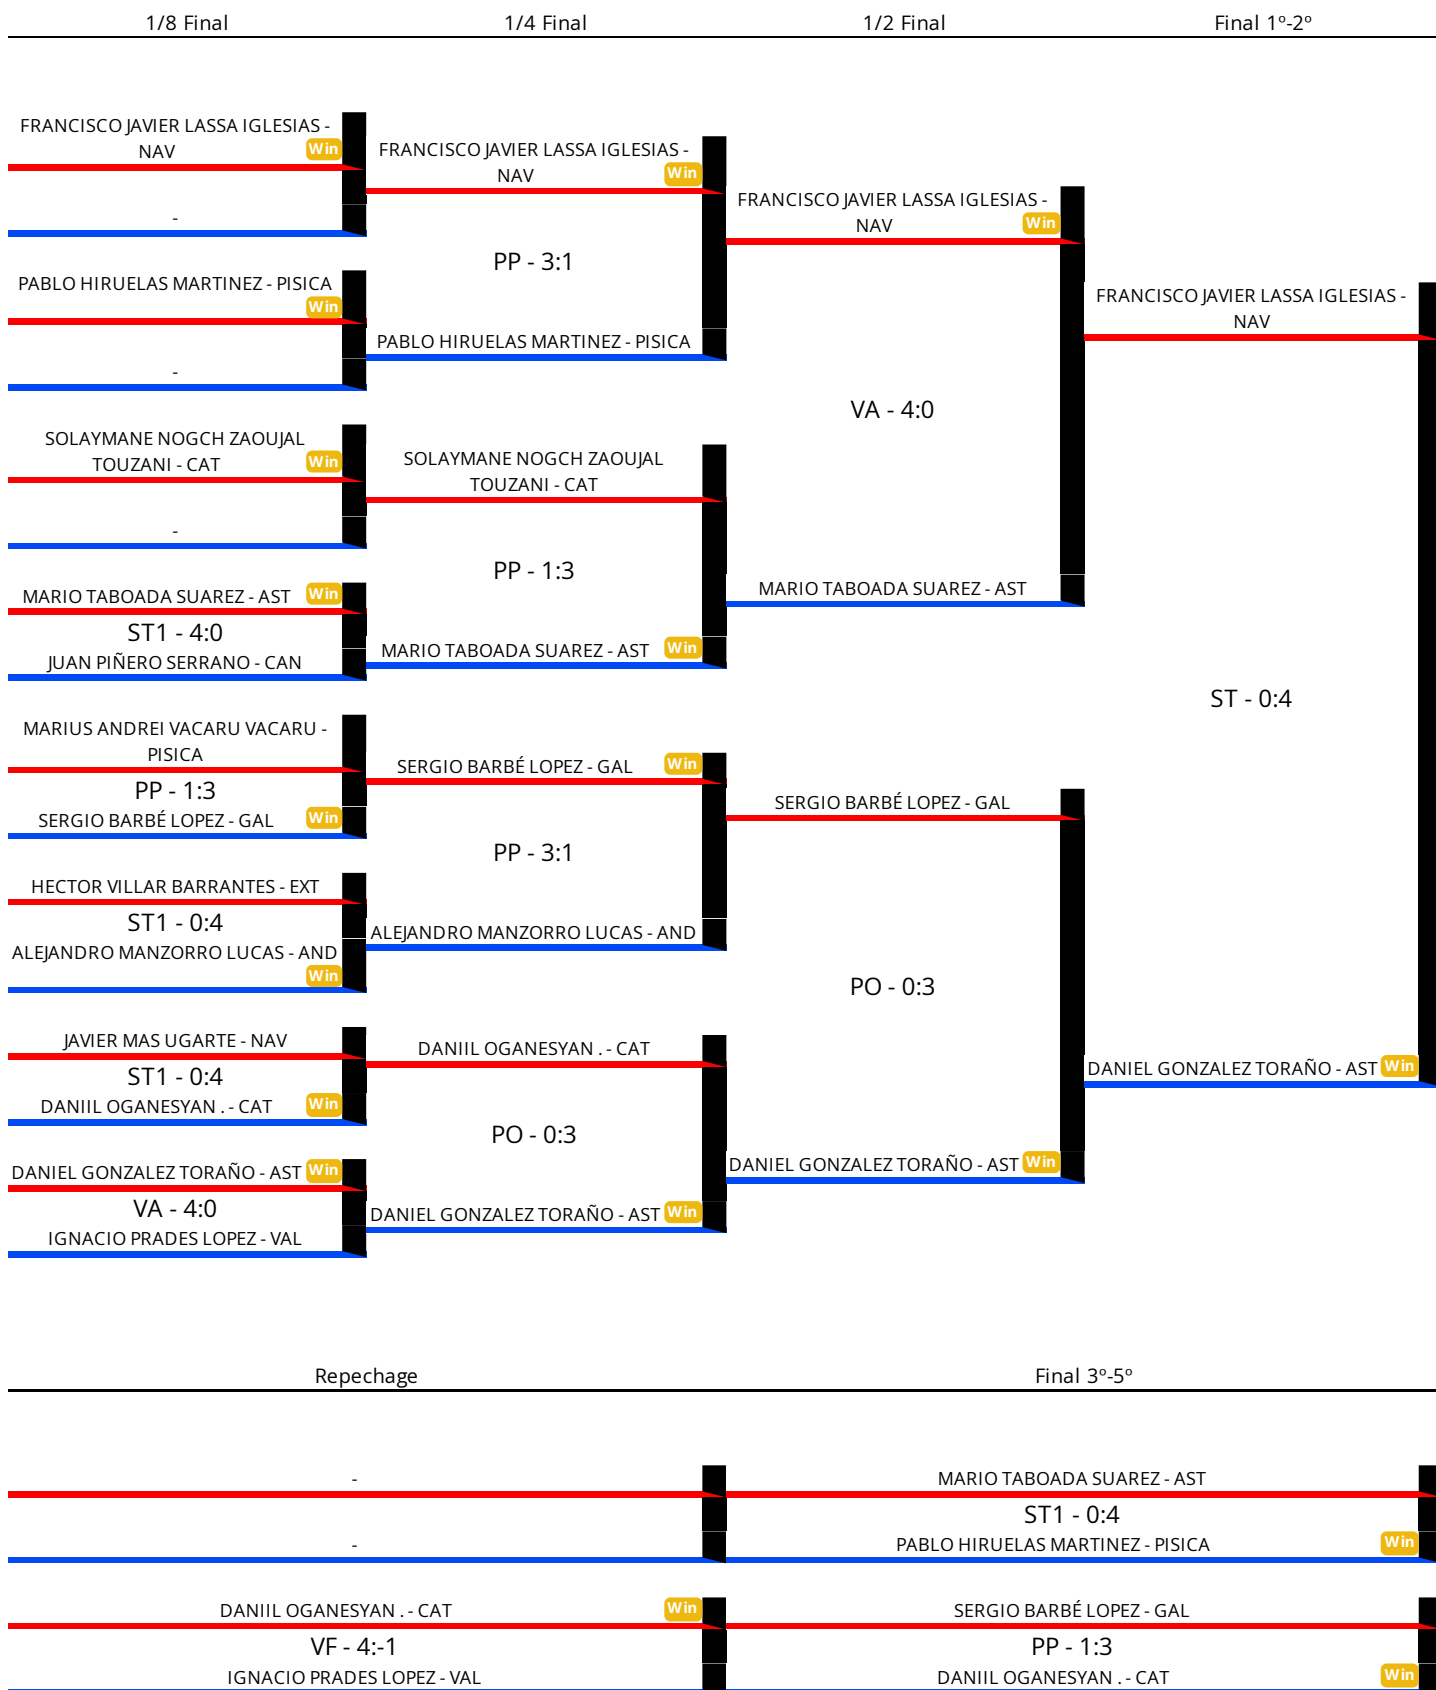 1/8 Final
1/4 Final
1/2 Final
Final 1º-2º
FRANCISCO JAVIER LASSA IGLESIAS -
NAV
Win
-
PABLO HIRUELAS MARTINEZ - PISICA
Win
-
SOLAYMANE NOGCH ZAOUJAL
TOUZANI - CAT
Win
-
MARIO TABOADA SUAREZ - AST
Win
ST1 - 4:0
JUAN PIÑERO SERRANO - CAN
MARIUS ANDREI VACARU VACARU -
PISICA
PP - 1:3
SERGIO BARBÉ LOPEZ - GAL
Win
HECTOR VILLAR BARRANTES - EXT
ST1 - 0:4
ALEJANDRO MANZORRO LUCAS - AND
Win
JAVIER MAS UGARTE - NAV
ST1 - 0:4
DANIIL OGANESYAN . - CAT
Win
DANIEL GONZALEZ TORAÑO - AST
Win
VA - 4:0
IGNACIO PRADES LOPEZ - VAL
FRANCISCO JAVIER LASSA IGLESIAS -
NAV
Win
PP - 3:1
PABLO HIRUELAS MARTINEZ - PISICA
SOLAYMANE NOGCH ZAOUJAL
TOUZANI - CAT
PP - 1:3
MARIO TABOADA SUAREZ - AST
Win
SERGIO BARBÉ LOPEZ - GAL
Win
PP - 3:1
ALEJANDRO MANZORRO LUCAS - AND
DANIIL OGANESYAN . - CAT
PO - 0:3
DANIEL GONZALEZ TORAÑO - AST
Win
FRANCISCO JAVIER LASSA IGLESIAS -
NAV
Win
VA - 4:0
MARIO TABOADA SUAREZ - AST
SERGIO BARBÉ LOPEZ - GAL
PO - 0:3
DANIEL GONZALEZ TORAÑO - AST
Win
FRANCISCO JAVIER LASSA IGLESIAS -
NAV
ST - 0:4
DANIEL GONZALEZ TORAÑO - AST
Win
Repechage
Final 3º-5º
-
-
DANIIL OGANESYAN . - CAT
Win
VF - 4:-1
IGNACIO PRADES LOPEZ - VAL
MARIO TABOADA SUAREZ - AST
ST1 - 0:4
PABLO HIRUELAS MARTINEZ - PISICA
Win
SERGIO BARBÉ LOPEZ - GAL
PP - 1:3
DANIIL OGANESYAN . - CAT
Win